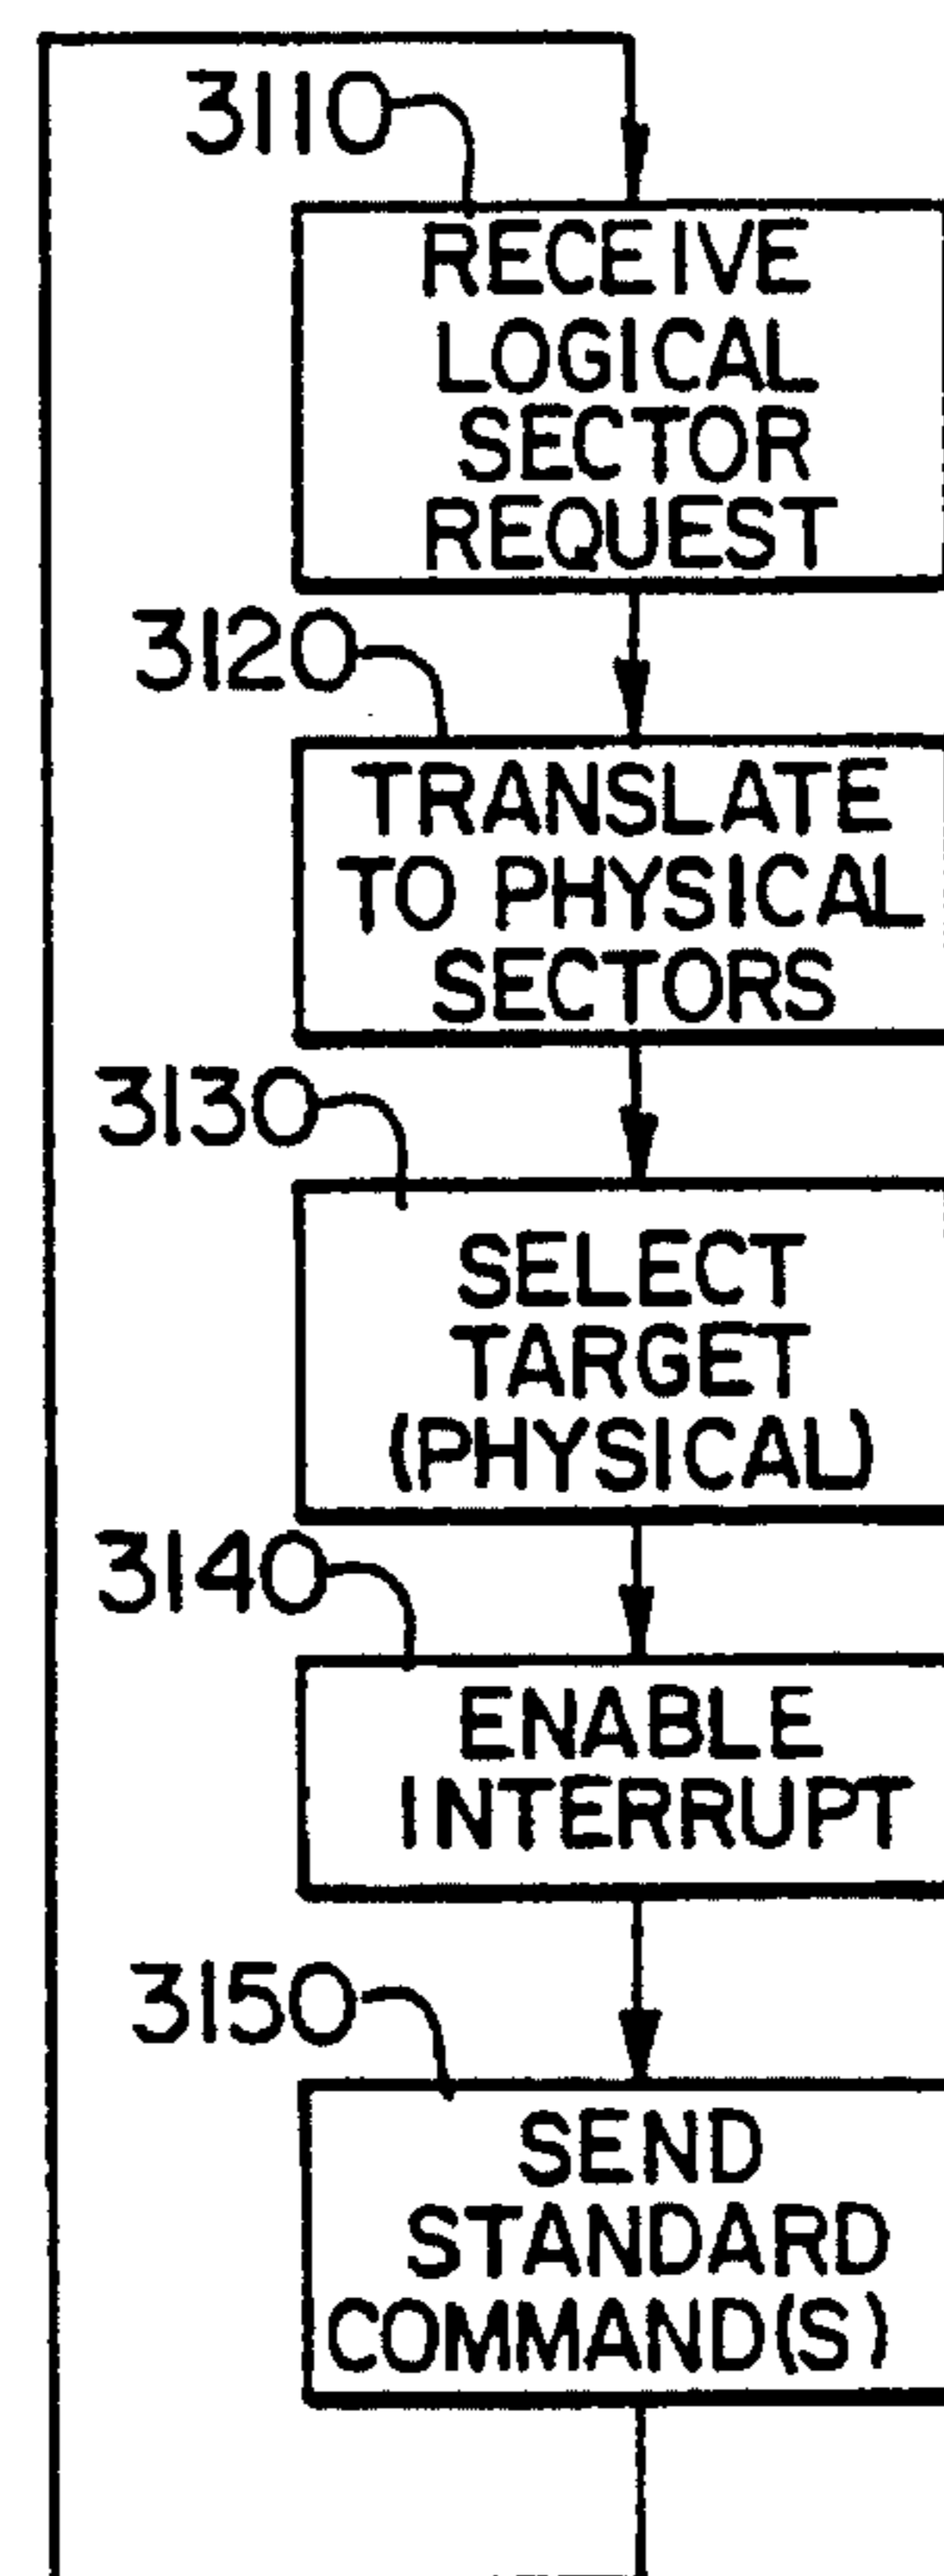 3110
RECEIVE
LOGICAL
SECTOR
REQUEST
3120
TRANSLATE
TO PHYSICAL
SECTORS
3130
SELECT
TARGET
(PHYSICAL)
3140
ENABLE
INTERRUPT
3150
SEND
STANDARD
COMMAND(S)